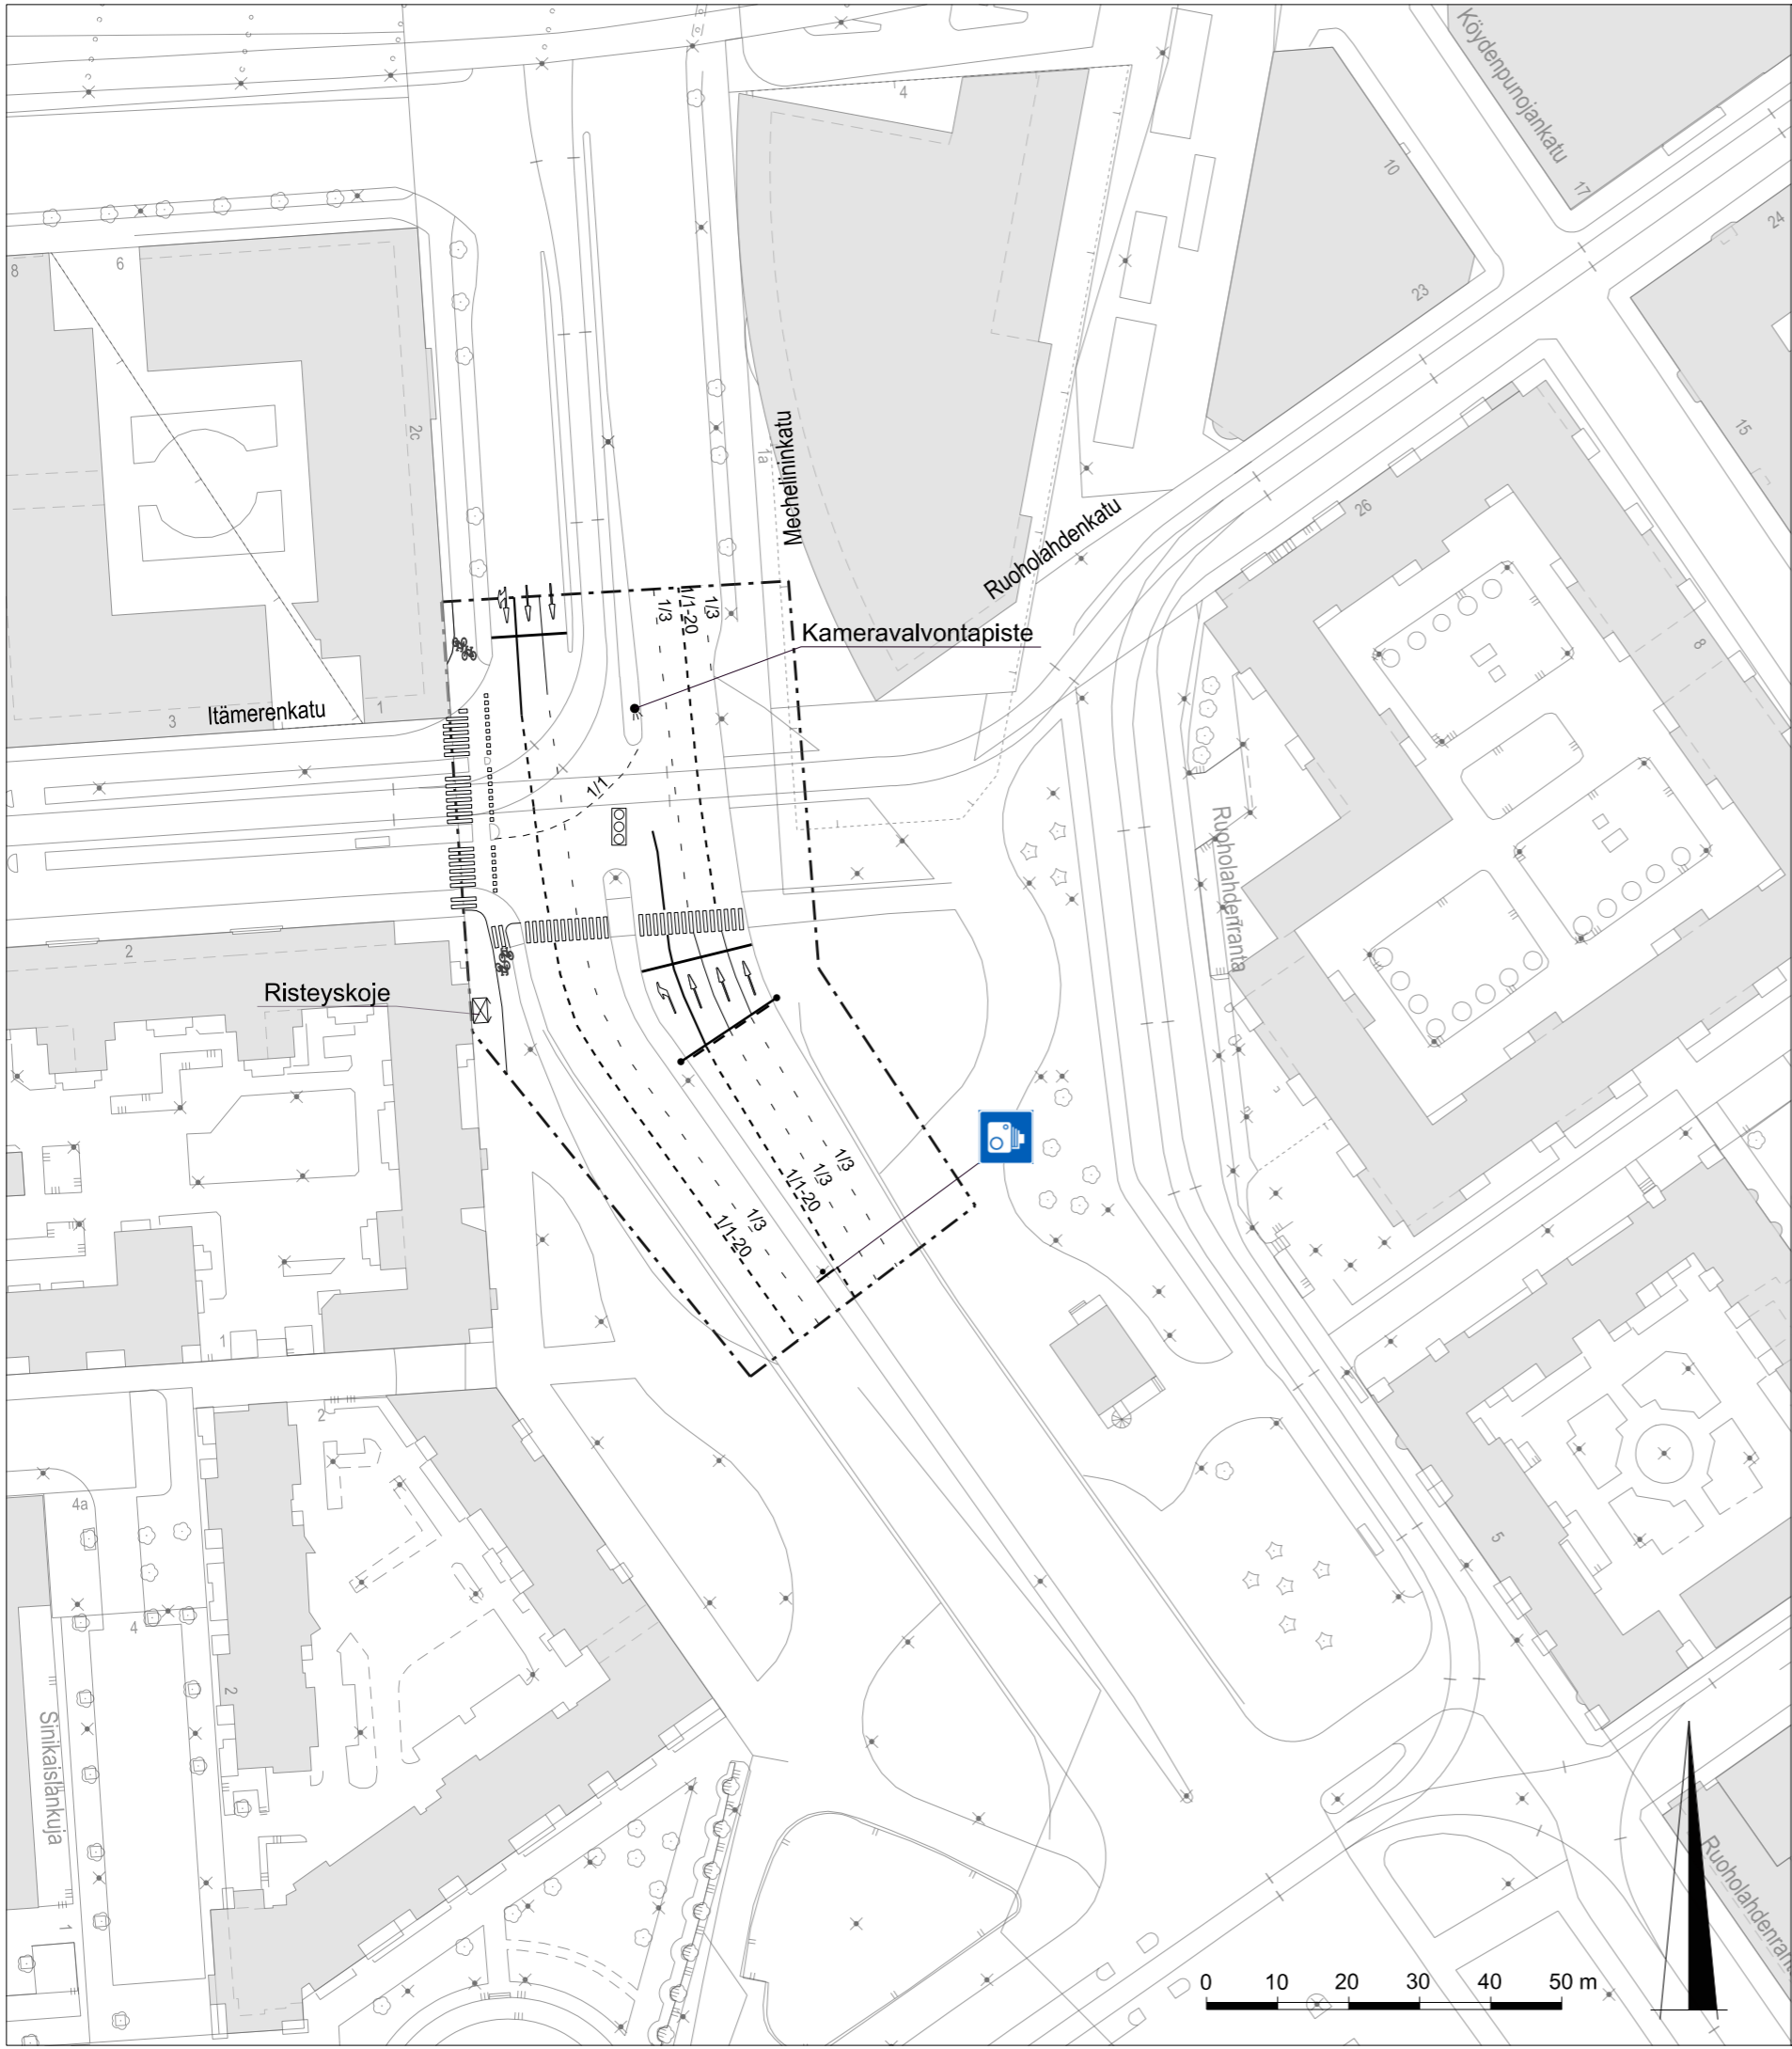 Köydenpunojankatu
4
10
17
24
8
6
23
2c
1a
Mechelininkatu
15
26
Ruoholahdenkatu
1/3
1/1-20
1/3
Kameravalvontapiste
8
3
Itämerenkatu
1
1/1
Ruoholahdenranta
2
Risteyskoje
1/3
1/3
1/1-20
1/3
1/1-20
1
2
4a
5
4
2
Sinikaislankuja
1
Ruoholahdenranta
0 10 20 30 40 50 m